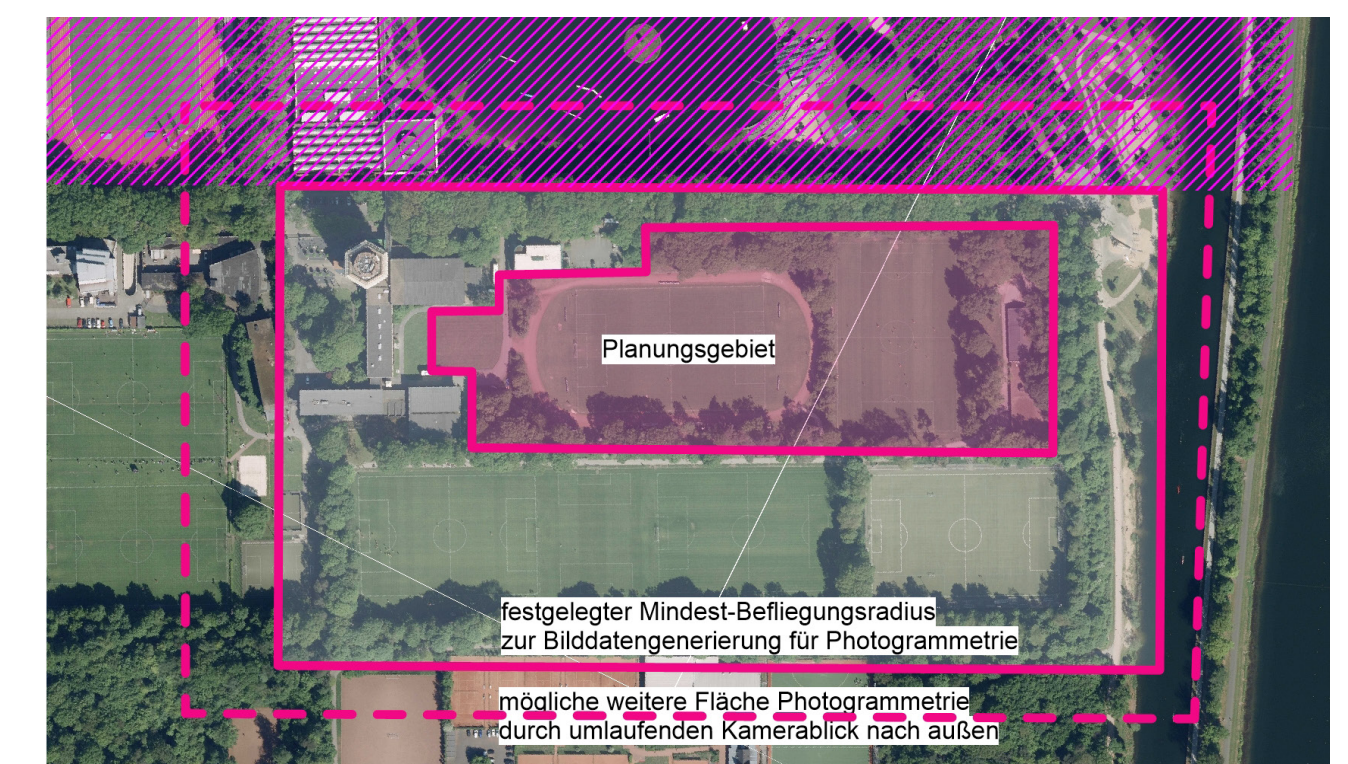 Planungsgebiet
festgelegter Mindest-Befliegungsradius
zur Bilddatengenerierung für Photogrammetrie
mögliche weitere Fläche Photogrammetrie
durch umlaufenden Kamerablick nach außen